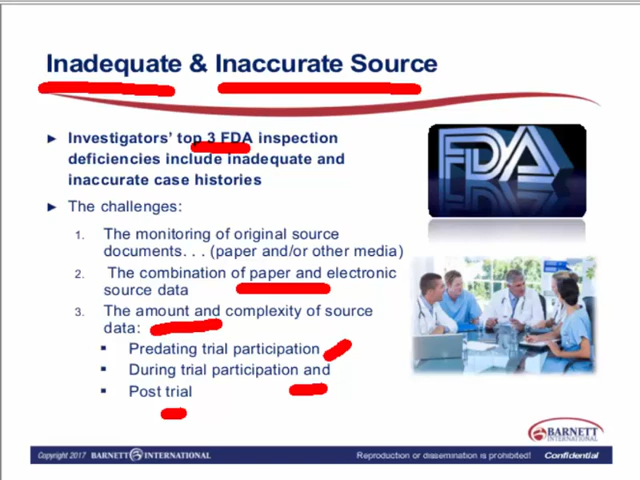 Inadequate & Inaccurate Source
► Investigators’ top 3 FDA inspection
deficiencies include inadequate and
inaccurate case histories
► The challenges:
1. The monitoring of original source
documents. . . (paper and/or other media)
2. The combination of paper and electronic
source data
3. The amount and complexity of source
data:
▪ Predating trial participation
▪ During trial participation and
▪ Post trial
FDA
BARNETT
INTERNATIONAL
Copyright 2017 BARNETT INTERNATIONAL
Reproduction or dissemination is prohibited! Confidential